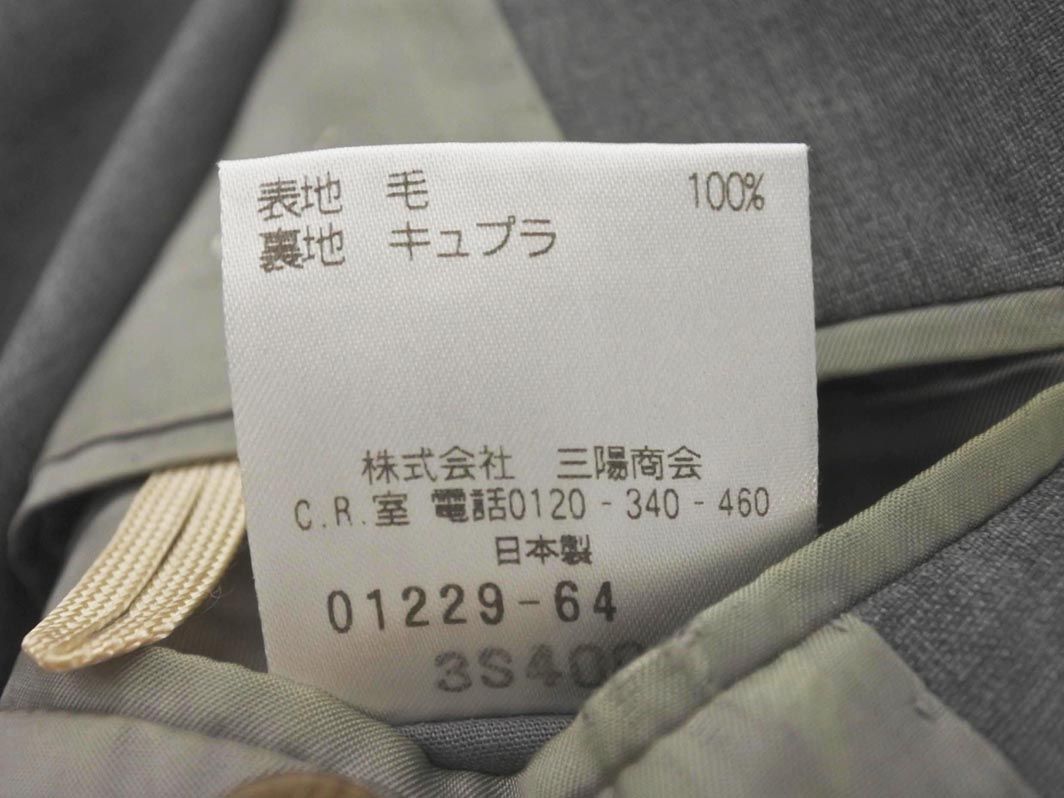 表地 毛 100%
裏地 キュプラ
株式会社 三陽商会
C.R.室 電話0120-340-460
日本製
01229-64